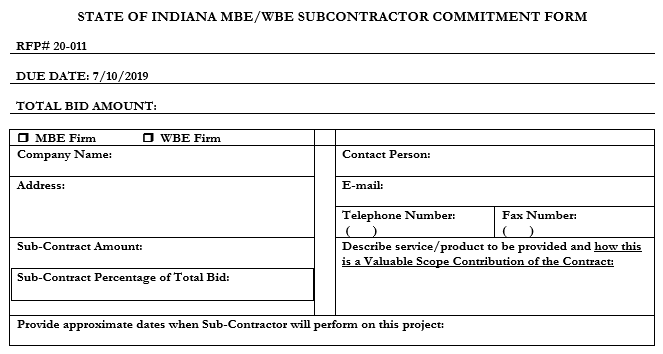 STATE OF INDIANA MBE/WBE SUBCONTRACTOR COMMITMENT FORM
RFP# 20-011
DUE DATE: 7/10/2019
TOTAL BID AMOUNT:
MBE Firm WBE Firm
Company Name:
Contact Person:
Address:
E-mail:
Telephone Number:
( )
Fax Number:
( )
Sub-Contract Amount:
Describe service/product to be provided and how this
is a Valuable Scope Contribution of the Contract:
Sub-Contract Percentage of Total Bid:
Provide approximate dates when Sub-Contractor will perform on this project: